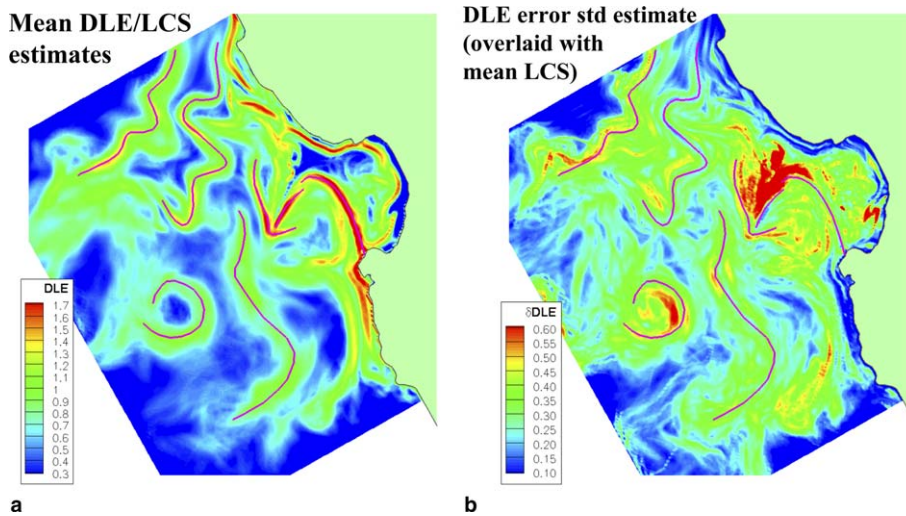 Mean DLE/LCS
estimates
DLE
1.7
1.6
1.5
1.4
1.3
1.2
1.1
1
0.9
0.8
0.7
0.6
0.5
0.4
0.3
a
DLE error std estimate
(overlaid with
mean LCS)
δDLE
0.60
0.55
0.50
0.45
0.40
0.35
0.30
0.25
0.20
0.15
0.10
b